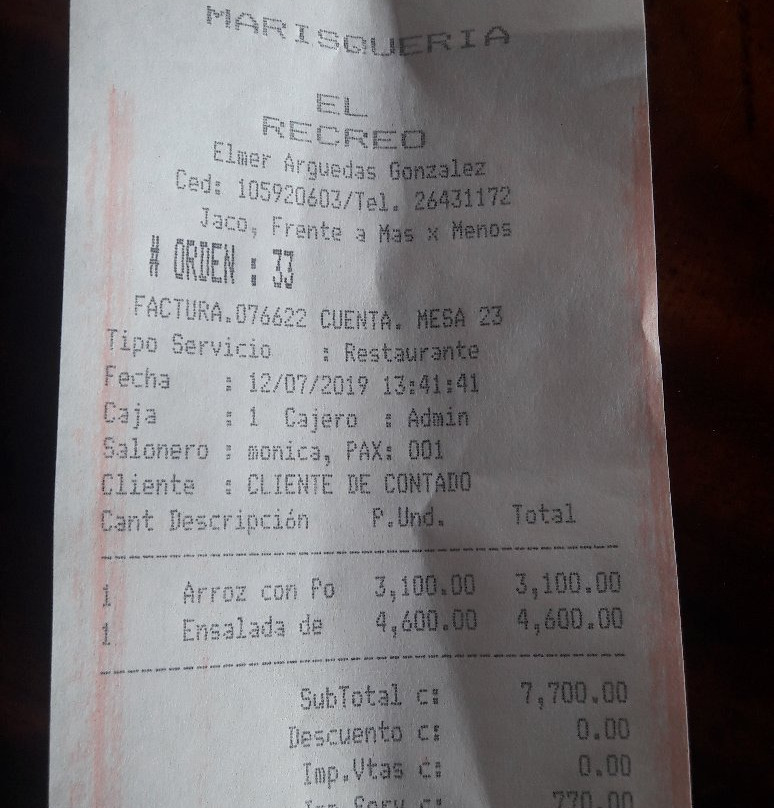 MARISQUERIA
EL
RECREO
Elmer Arguedas Gonzalez
Ced: 105920603/Tel. 26431172
Jaco, Frente a Mas x Menos
# ORDEN : 33
FACTURA.076622 CUENTA. MESA 23
Tipo Servicio : Restaurante
Fecha : 12/07/2019 13:41:41
Caja : 1 Cajero : Admin
Salonero : monica, PAX: 001
Cliente : CLIENTE DE CONTADO
Cant Descripción P.Und. Total
1 Arroz con Po 3,100.00 3,100.00
1 Ensalada de 4,600.00 4,600.00
SubTotal c: 7,700.00
Descuento c: 0.00
Imp.Vtas c: 0.00
Imp Serv c: 770.00